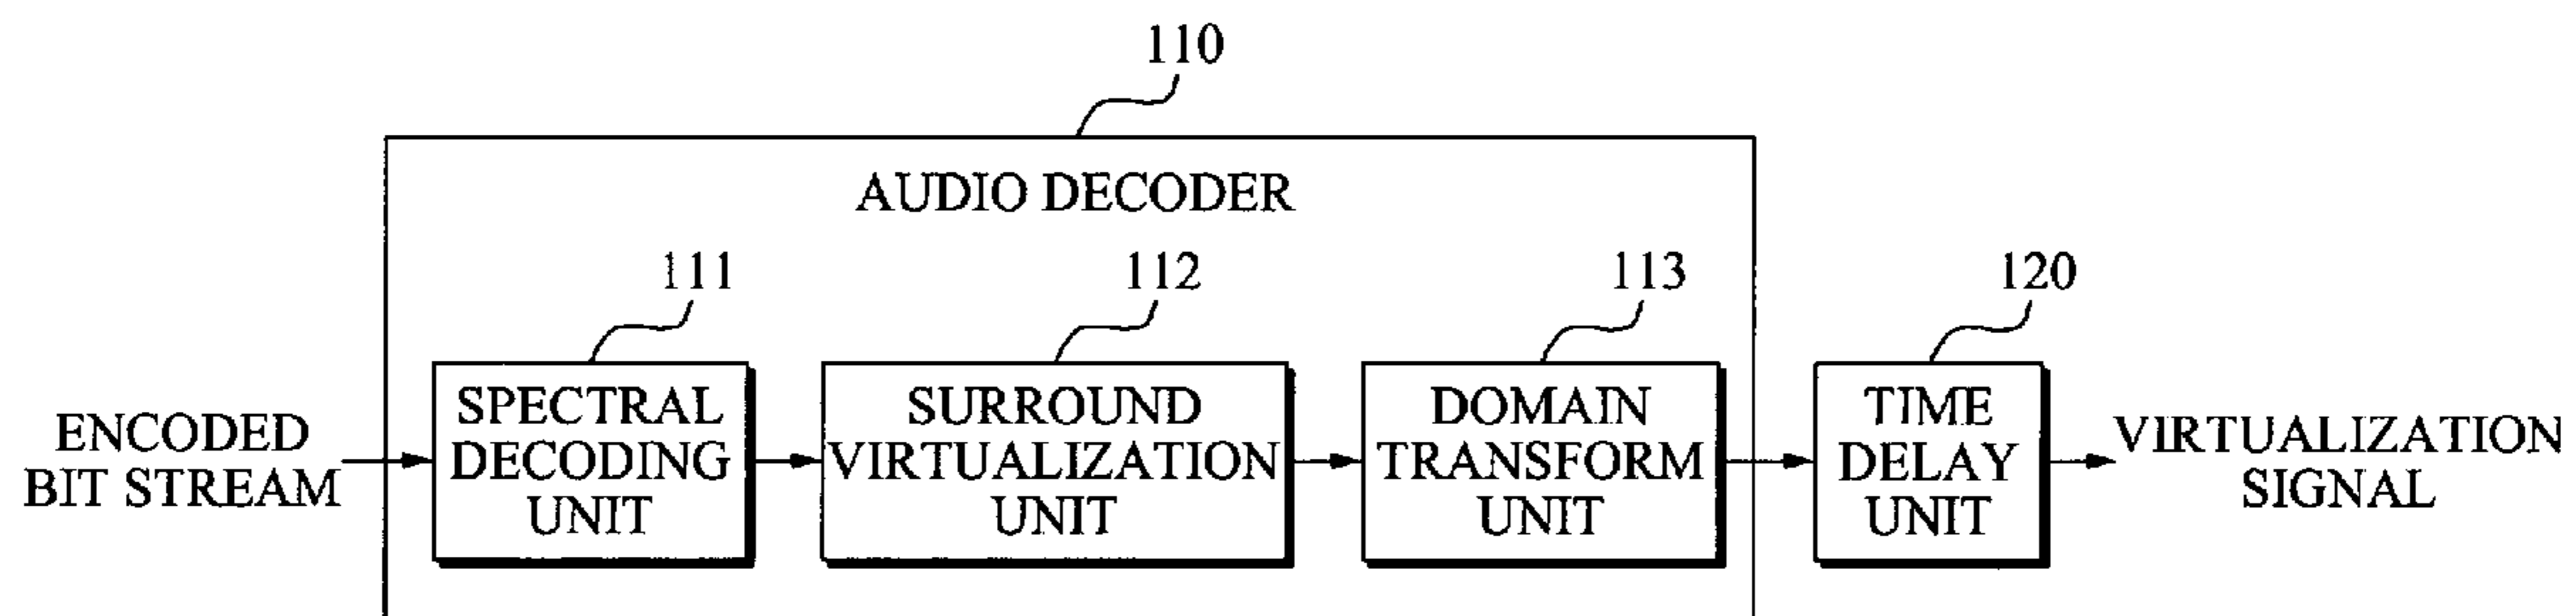 110
AUDIO DECODER
111
112
113
120
ENCODED
BIT STREAM
SPECTRAL
DECODING
UNIT
SURROUND
VIRTUALIZATION
UNIT
DOMAIN
TRANSFORM
UNIT
TIME
DELAY
UNIT
VIRTUALIZATION
SIGNAL